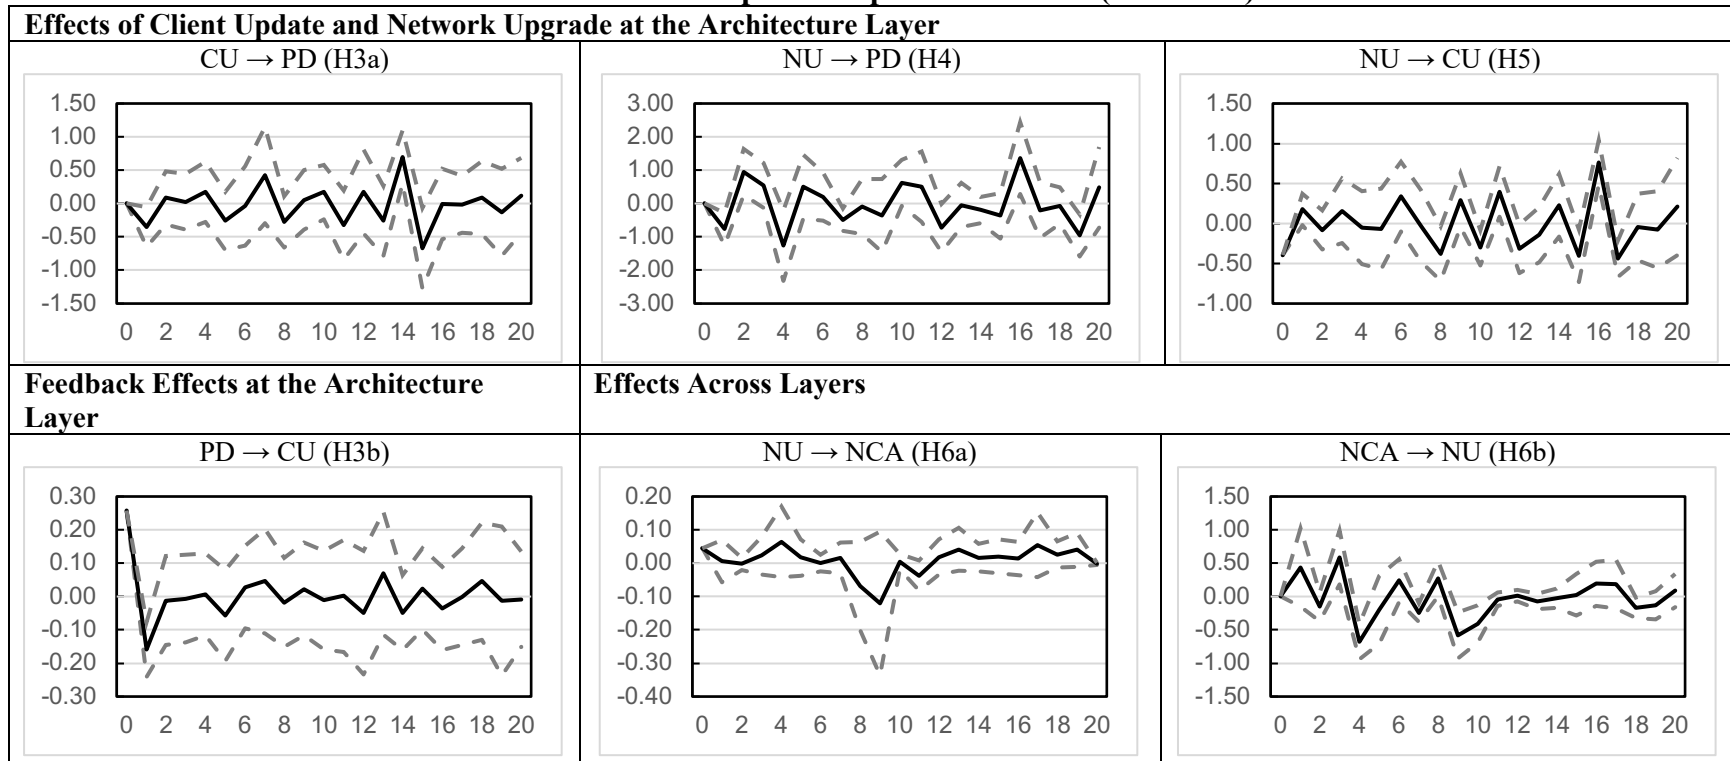 Effects of Client Update and Network Upgrade at the Architecture Layer
CU → PD (H3a)
1.50
1.00
0.50
0.00
-0.50
-1.00
-1.50
0 2 4 6 8 10 12 14 16 18 20
NU → PD (H4)
3.00
2.00
1.00
0.00
-1.00
-2.00
-3.00
0 2 4 6 8 10 12 14 16 18 20
NU → CU (H5)
1.50
1.00
0.50
0.00
-0.50
-1.00
0 2 4 6 8 10 12 14 16 18 20
Feedback Effects at the Architecture
Layer
Effects Across Layers
PD → CU (H3b)
0.30
0.20
0.10
0.00
-0.10
-0.20
-0.30
0 2 4 6 8 10 12 14 16 18 20
NU → NCA (H6a)
0.20
0.10
0.00
-0.10
-0.20
-0.30
-0.40
0 2 4 6 8 10 12 14 16 18 20
NCA → NU (H6b)
1.50
1.00
0.50
0.00
-0.50
-1.00
-1.50
0 2 4 6 8 10 12 14 16 18 20